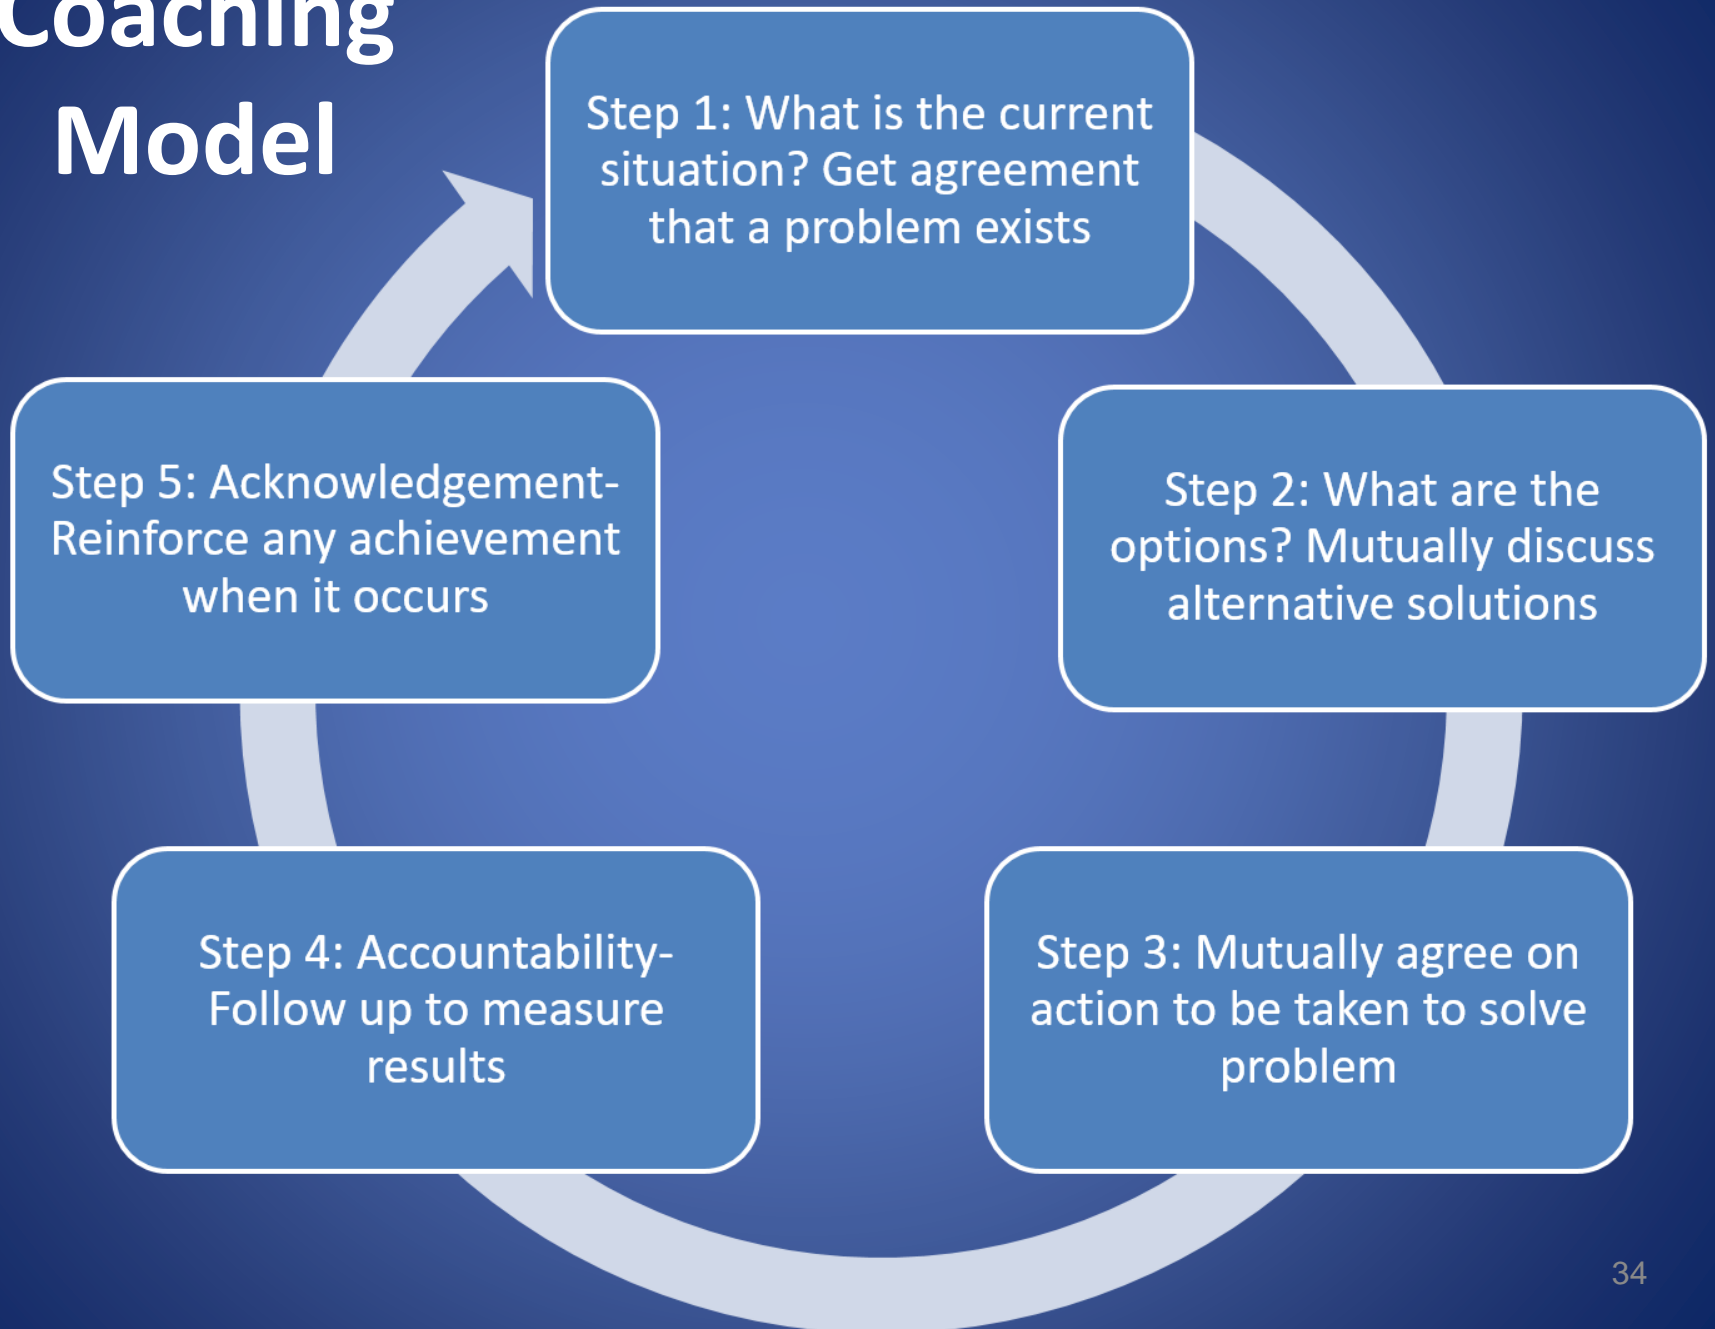 Coaching
Model
Step 1: What is the current
situation? Get agreement
that a problem exists
Step 2: What are the
options? Mutually discuss
alternative solutions
Step 3: Mutually agree on
action to be taken to solve
problem
Step 4: Accountability-
Follow up to measure
results
Step 5: Acknowledgement-
Reinforce any achievement
when it occurs
34